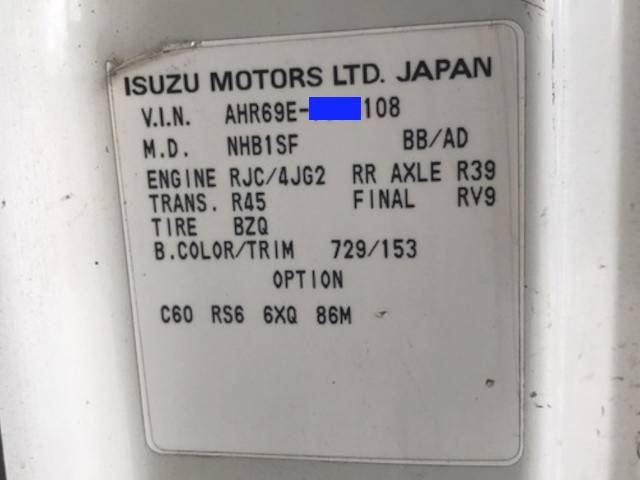 ISUZU MOTORS LTD. JAPAN
V.I.N. AHR69E- 108
M.D. NHB1SF BB/AD
ENGINE RJC/4JG2 RR AXLE R39
TRANS. R45 FINAL RV9
TIRE BZQ
B.COLOR/TRIM 729/153
OPTION
C60 RS6 6XQ 86M